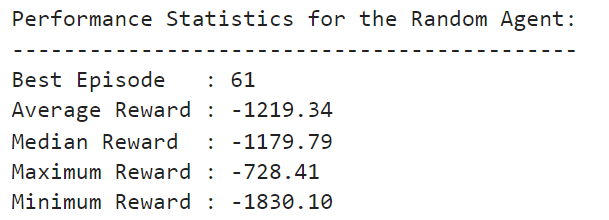 Performance Statistics for the Random Agent:
--------------------------------------------
Best Episode   : 61
Average Reward : -1219.34
Median Reward  : -1179.79
Maximum Reward : -728.41
Minimum Reward : -1830.10